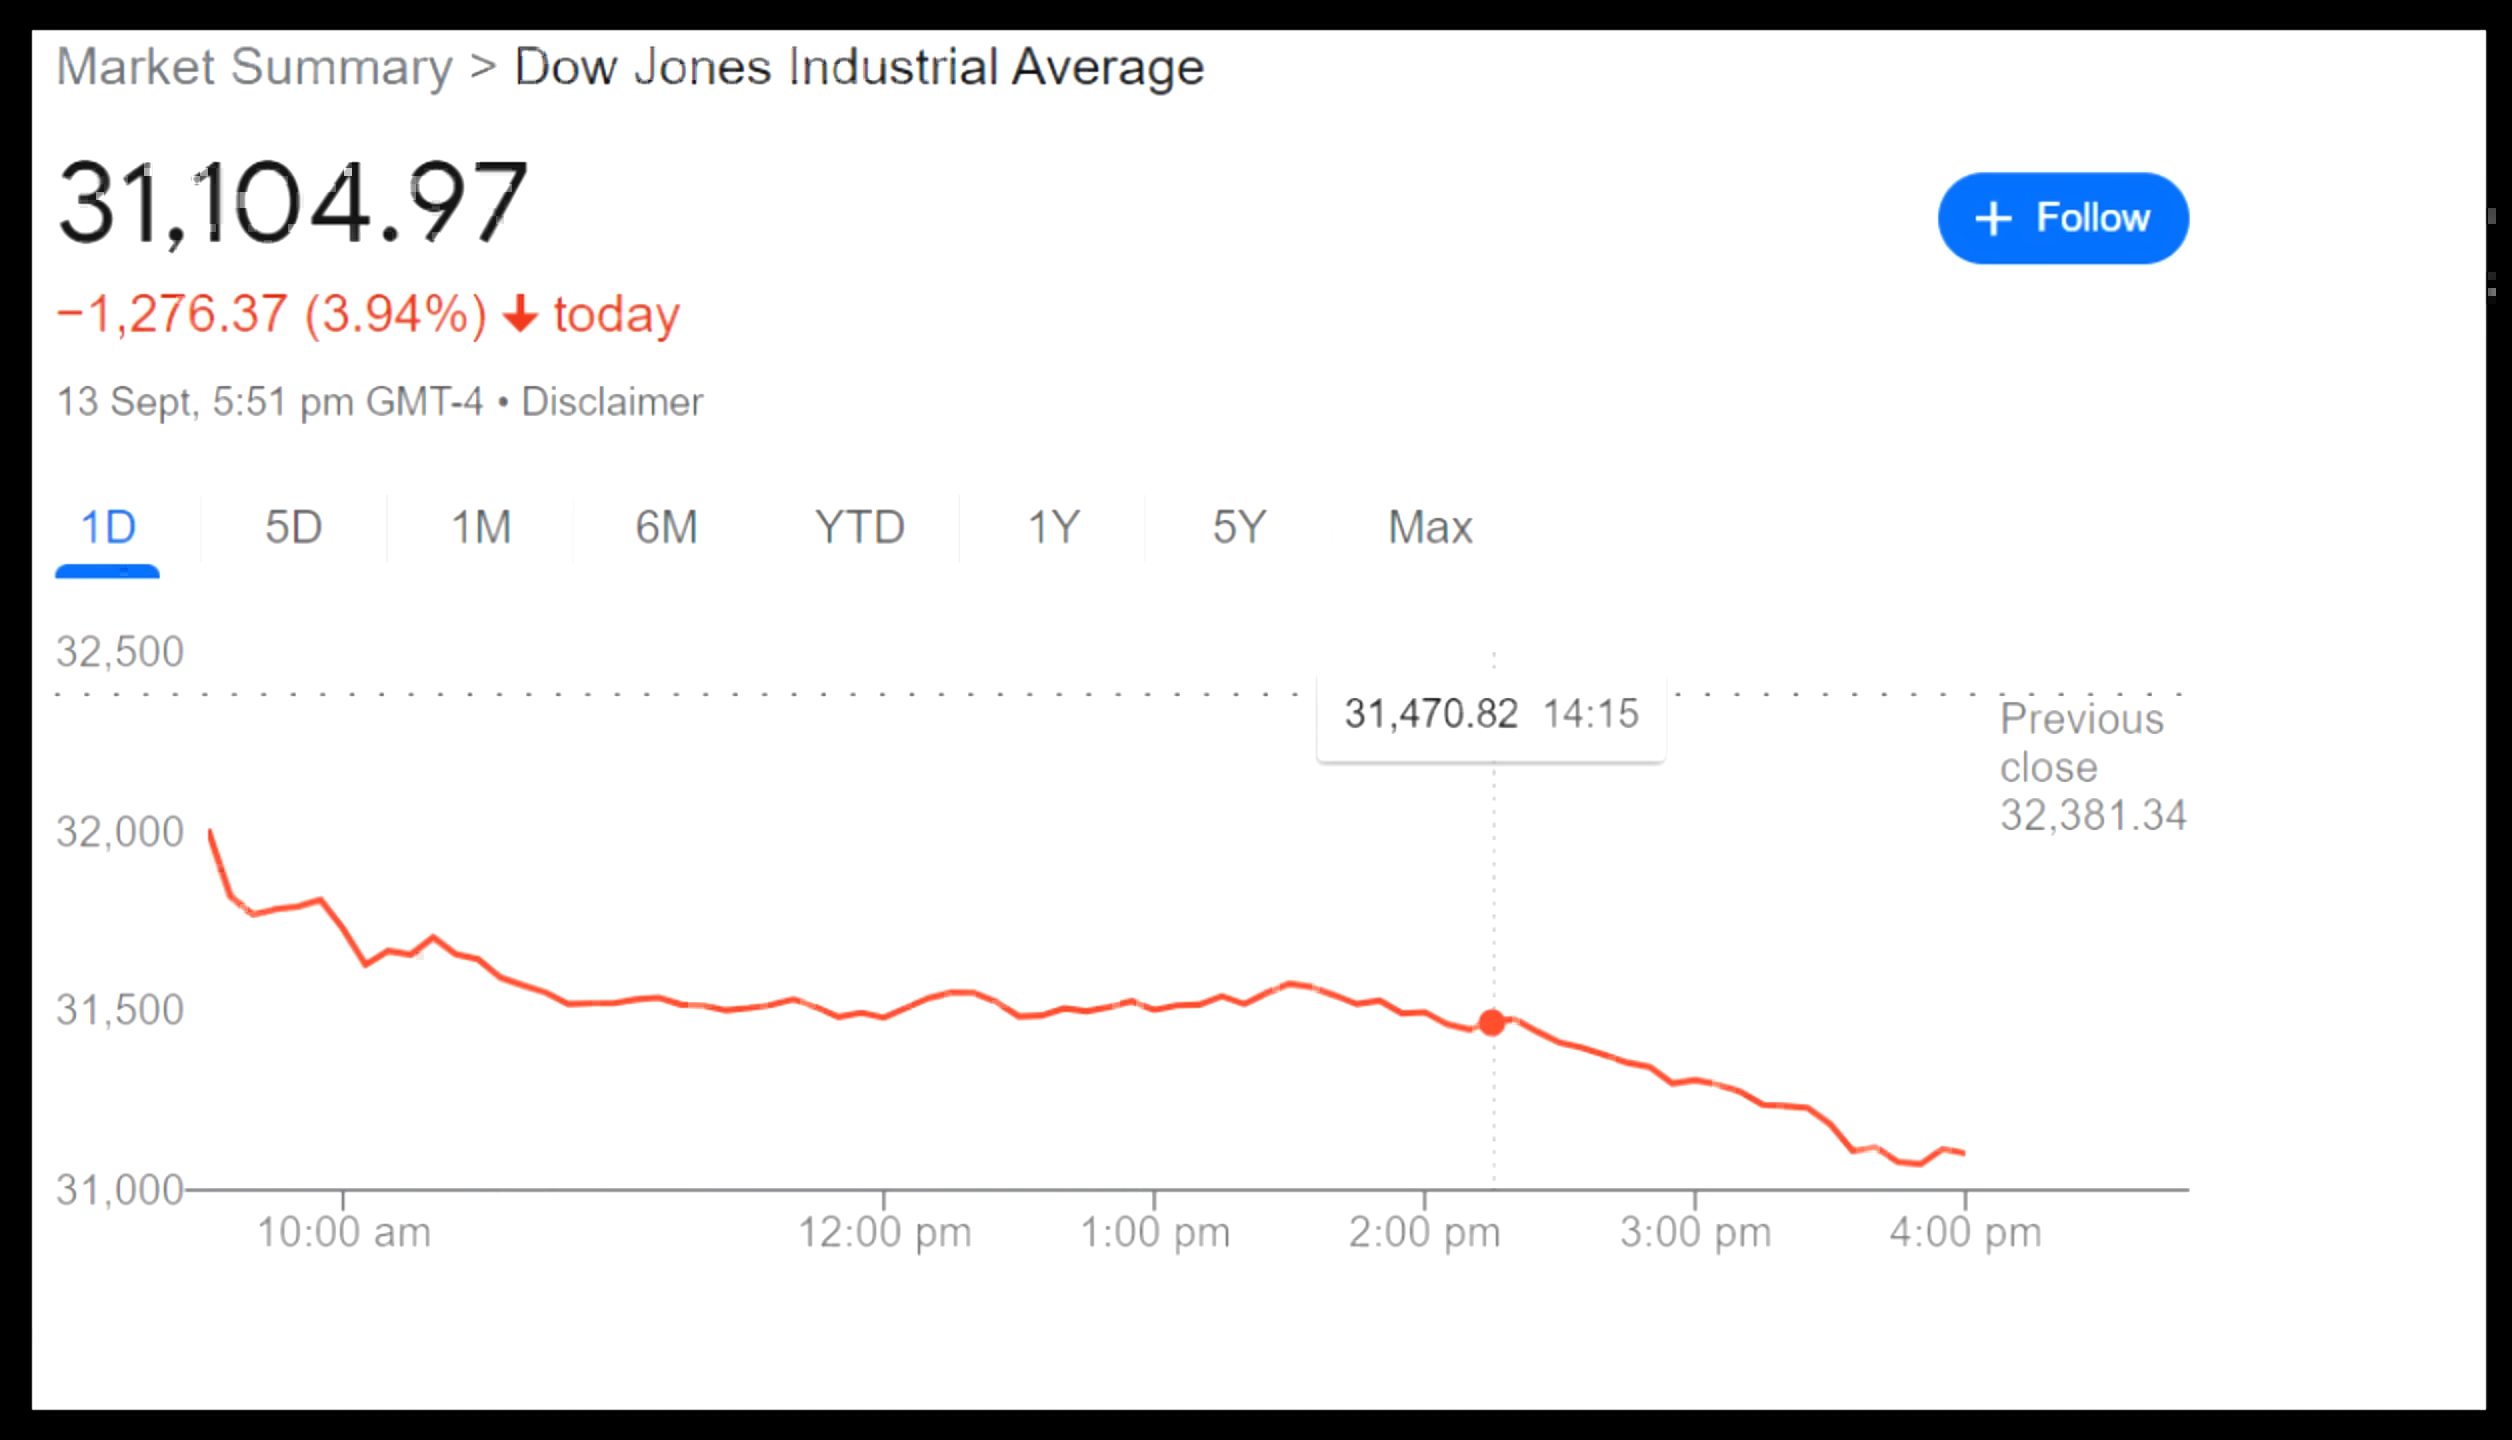 Market Summary > Dow Jones Industrial Average
31,104.97
+ Follow
−1,276.37 (3.94%) ↓ today
13 Sept, 5:51 pm GMT-4 • Disclaimer
1D 5D 1M 6M YTD 1Y 5Y Max
32,500
31,470.82 14:15
Previous
close
32,381.34
32,000
31,500
31,000
10:00 am 12:00 pm 1:00 pm 2:00 pm 3:00 pm 4:00 pm